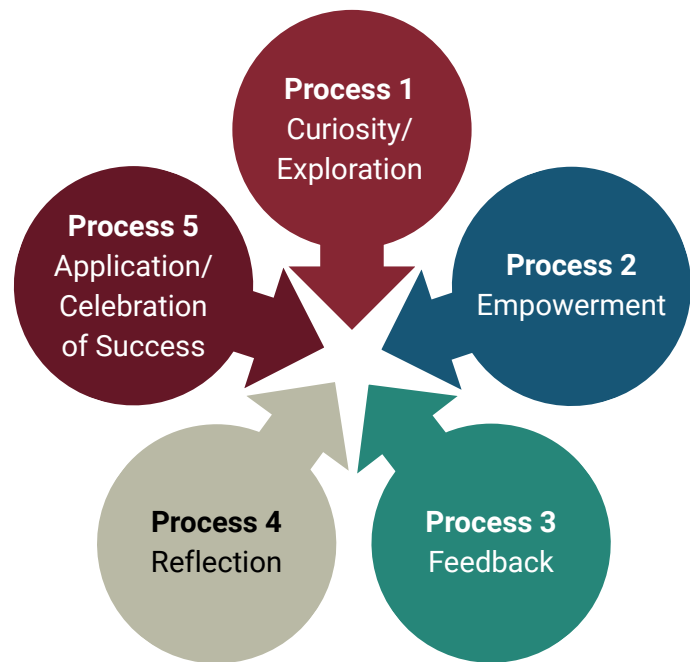 Process 1
Curiosity/
Exploration
Process 2
Empowerment
Process 3
Feedback
Process 4
Reflection
Process 5
Application/
Celebration
of Success